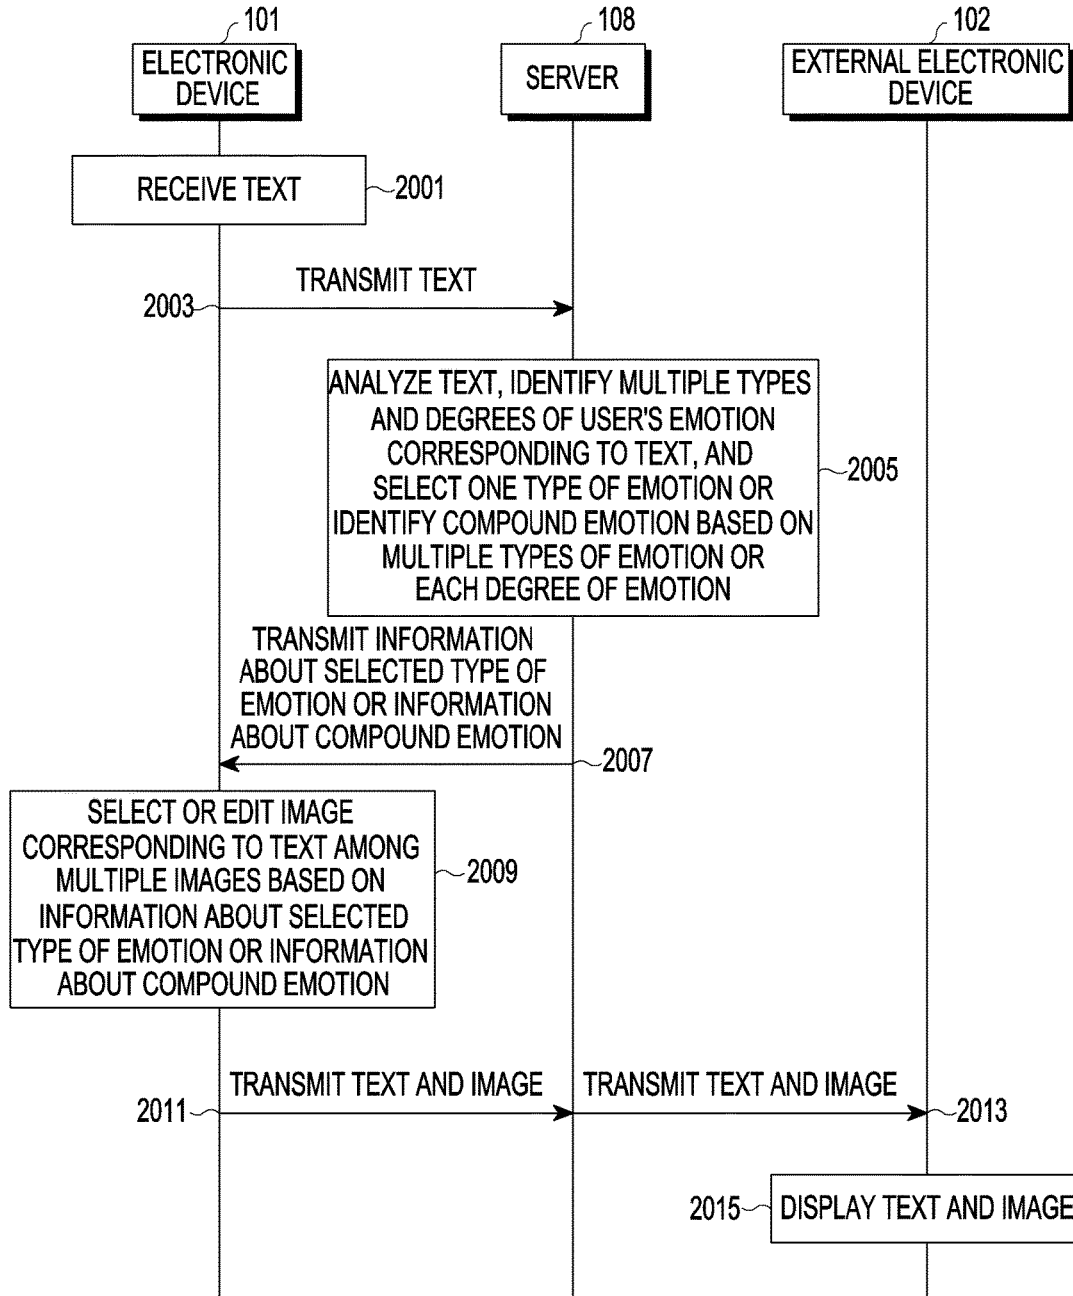 101
108
102
ELECTRONIC
DEVICE
SERVER
EXTERNAL ELECTRONIC
DEVICE
RECEIVE TEXT
2001
TRANSMIT TEXT
2003
ANALYZE TEXT, IDENTIFY MULTIPLE TYPES
AND DEGREES OF USER'S EMOTION
CORRESPONDING TO TEXT, AND
SELECT ONE TYPE OF EMOTION OR
IDENTIFY COMPOUND EMOTION BASED ON
MULTIPLE TYPES OF EMOTION OR
EACH DEGREE OF EMOTION
2005
TRANSMIT INFORMATION
ABOUT SELECTED TYPE OF
EMOTION OR INFORMATION
ABOUT COMPOUND EMOTION
2007
SELECT OR EDIT IMAGE
CORRESPONDING TO TEXT AMONG
MULTIPLE IMAGES BASED ON
INFORMATION ABOUT SELECTED
TYPE OF EMOTION OR INFORMATION
ABOUT COMPOUND EMOTION
2009
TRANSMIT TEXT AND IMAGE
TRANSMIT TEXT AND IMAGE
2011
2013
2015
DISPLAY TEXT AND IMAGE